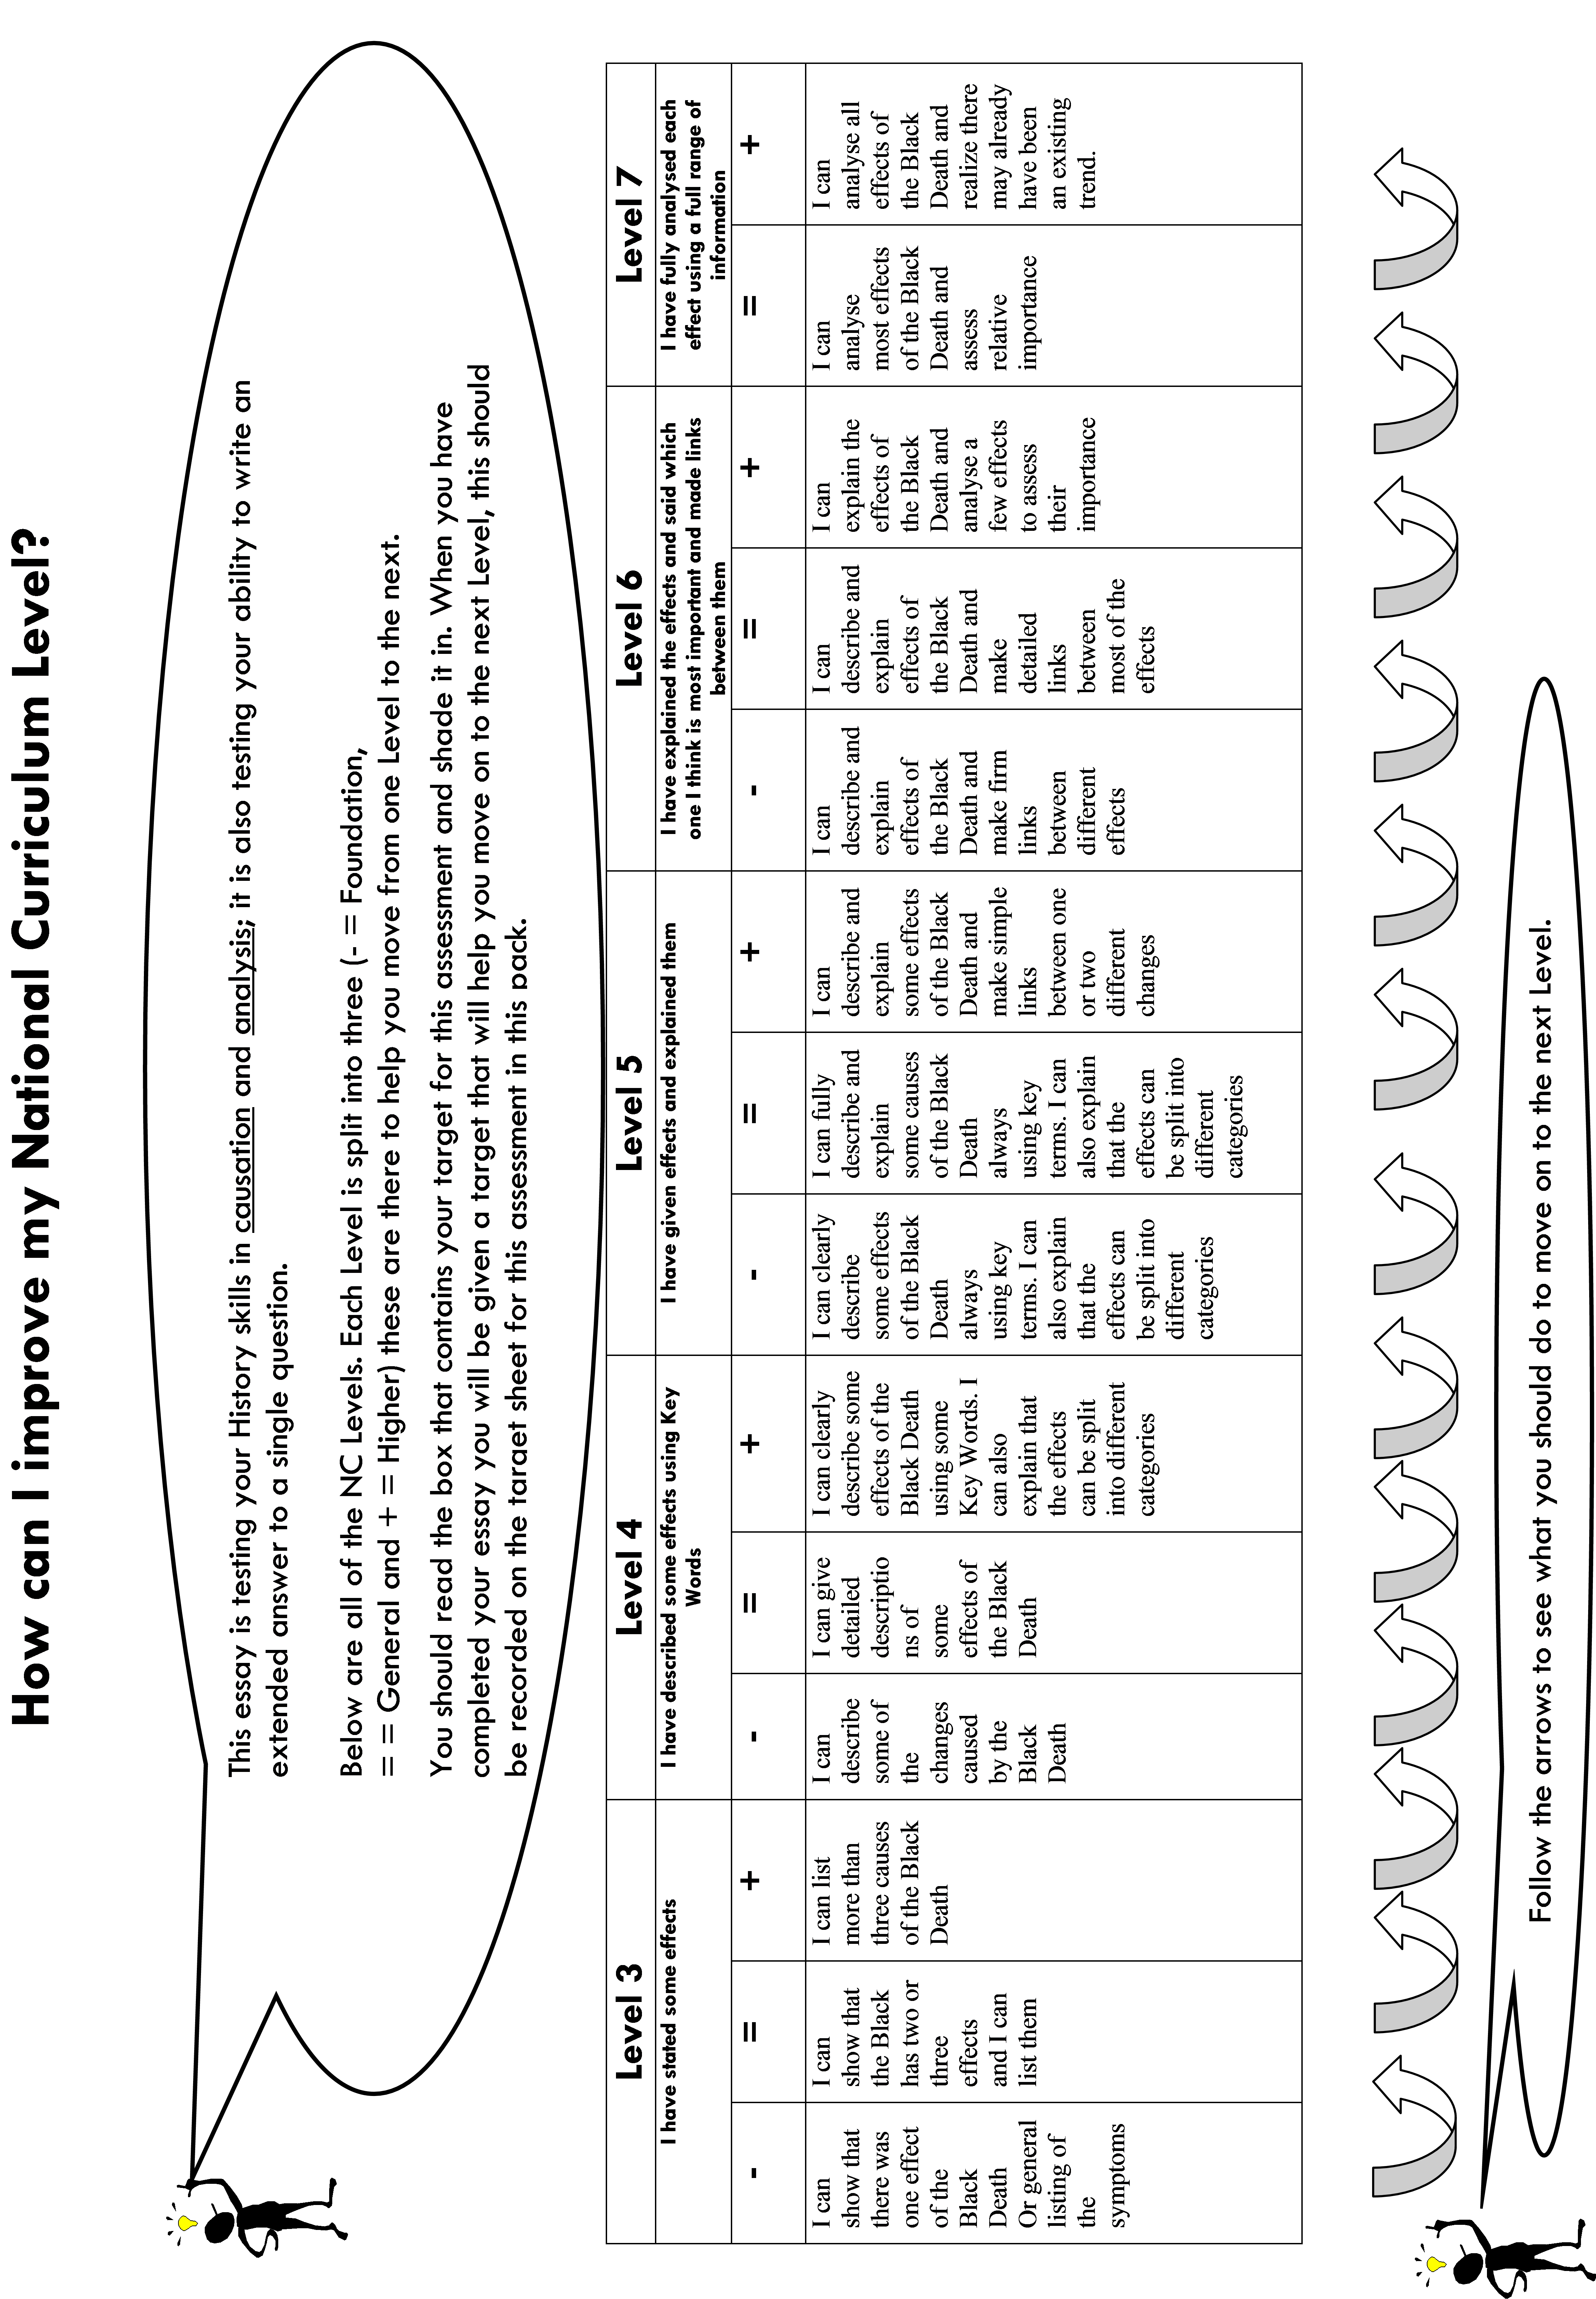 How can I improve my National Curriculum Level?
This essay is testing your History skills in causation and analysis; it is also testing your ability to write an
extended answer to a single question.
Below are all of the NC Levels. Each Level is split into three (- = Foundation,
= = General and + = Higher) these are there to help you move from one Level to the next.
You should read the box that contains your target for this assessment and shade it in. When you have
completed your essay you will be given a target that will help you move on to the next Level, this should
be recorded on the target sheet for this assessment in this back.
Level 3
I have stated some effects
-
I can
show that
there was
one effect
of the
Black
Death
Or general
listing of
the
symptoms
=
I can
show that
the Black
has two or
three
effects
and I can
list them
+
I can list
more than
three causes
of the Black
Death
Level 4
I have described some effects using Key
Words
-
I can
describe
some of
the
changes
caused
by the
Black
Death
=
I can give
detailed
descriptio
ns of
some
effects of
the Black
Death
+
I can clearly
describe some
effects of the
Black Death
using some
Key Words. I
can also
explain that
the effects
can be split
into different
categories
Level 5
I have given effects and explained them
-
I can clearly
describe
some effects
of the Black
Death
always
using key
terms. I can
also explain
that the
effects can
be split into
different
categories
=
I can fully
describe and
explain
some causes
of the Black
Death
always
using key
terms. I can
also explain
that the
effects can
be split into
different
categories
+
I can
describe and
explain
some effects
of the Black
Death and
make simple
links
between one
or two
different
changes
Level 6
I have explained the effects and said which
one I think is most important and made links
between them
-
I can
describe and
explain
effects of
the Black
Death and
make firm
links
between
different
effects
=
I can
describe and
explain
effects of
the Black
Death and
make
detailed
links
between
most of the
effects
+
I can
explain the
effects of
the Black
Death and
analyse a
few effects
to assess
their
importance
Level 7
I have fully analysed each
effect using a full range of
information
=
I can
analyse
most effects
of the Black
Death and
assess
relative
importance
+
I can
analyse all
effects of
the Black
Death and
realize there
may already
have been
an existing
trend.
Follow the arrows to see what you should do to move on to the next Level.